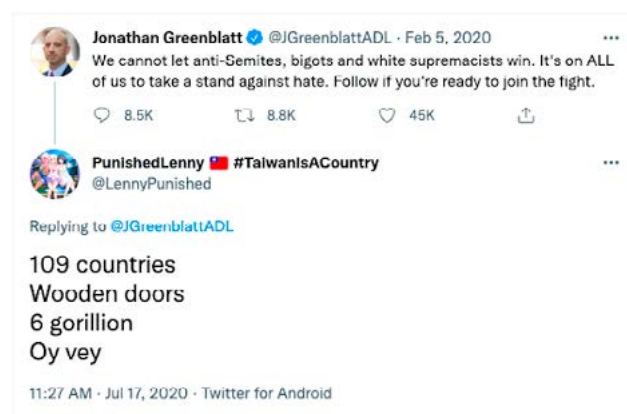 Jonathan Greenblatt @JGreenblattADL · Feb 5, 2020
We cannot let anti-Semites, bigots and white supremacists win. It's on ALL
of us to take a stand against hate. Follow if you're ready to join the fight.
8.5K 8.8K 45K
PunishedLenny 🇹🇼 #TaiwanIsACountry
@LennyPunished
Replying to @JGreenblattADL
109 countries
Wooden doors
6 gorillion
Oy vey
11:27 AM · Jul 17, 2020 · Twitter for Android